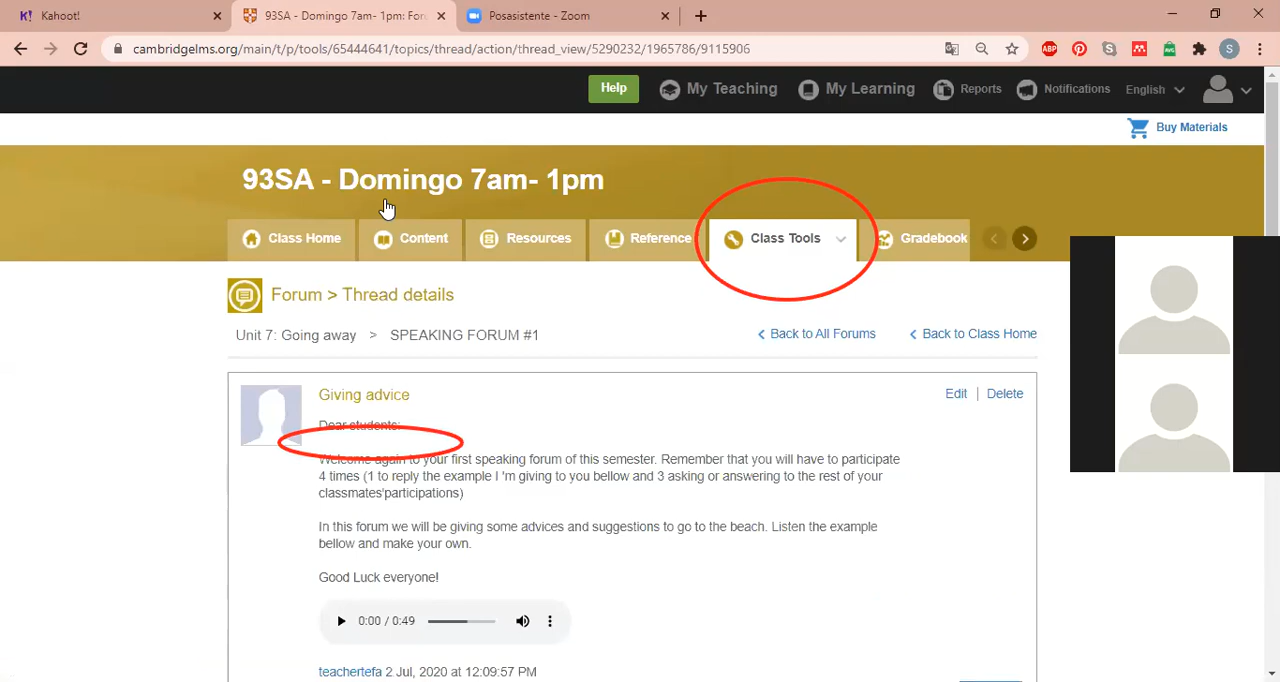 Kahoot!
93SA - Domingo 7am- 1pm: For
Posasistente - Zoom
cambridgelms.org/main/t/p/tools/65444641/topics/thread/action/thread_view/5290232/1965786/9115906
ABP
AVG
S
Help
My Teaching
My Learning
Reports
Notifications
English
Buy Materials
93SA - Domingo 7am- 1pm
Class Home
Content
Resources
Reference
Class Tools
Gradebook
Forum > Thread details
Unit 7: Going away > SPEAKING FORUM #1
Back to All Forums
Back to Class Home
Giving advice
Edit | Delete
Dear students:
Welcome again to your first speaking forum of this semester. Remember that you will have to participate
4 times (1 to reply the example I 'm giving to you bellow and 3 asking or answering to the rest of your
classmates'participations)
In this forum we will be giving some advices and suggestions to go to the beach. Listen the example
bellow and make your own.
Good Luck everyone!
0:00 / 0:49
teachertefa 2 Jul, 2020 at 12:09:57 PM